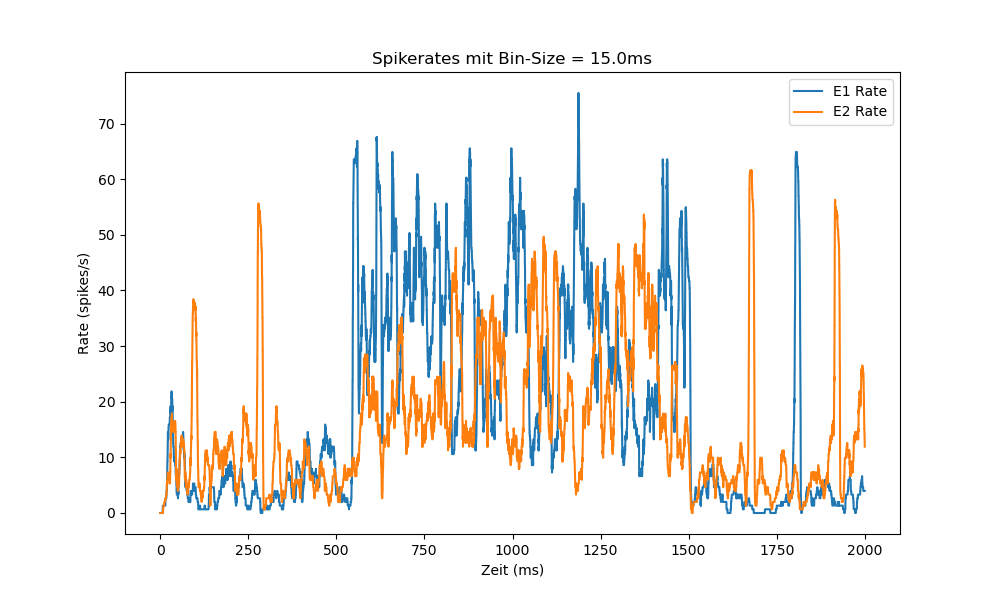 Spikerates mit Bin-Size = 15.0ms
E1 Rate
E2 Rate
70
60
50
40
30
20
10
0
Rate (spikes/s)
0 250 500 750 1000 1250 1500 1750 2000
Zeit (ms)